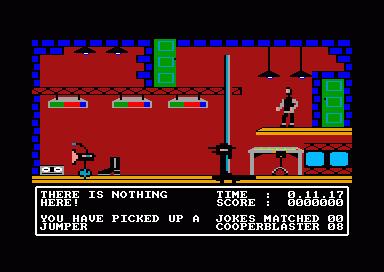 THERE IS NOTHING
HERE!
YOU HAVE PICKED UP A
JUMPER
TIME : 0.11.17
SCORE : 0000000
JOKES MATCHED 00
COOPERBLASTER 08